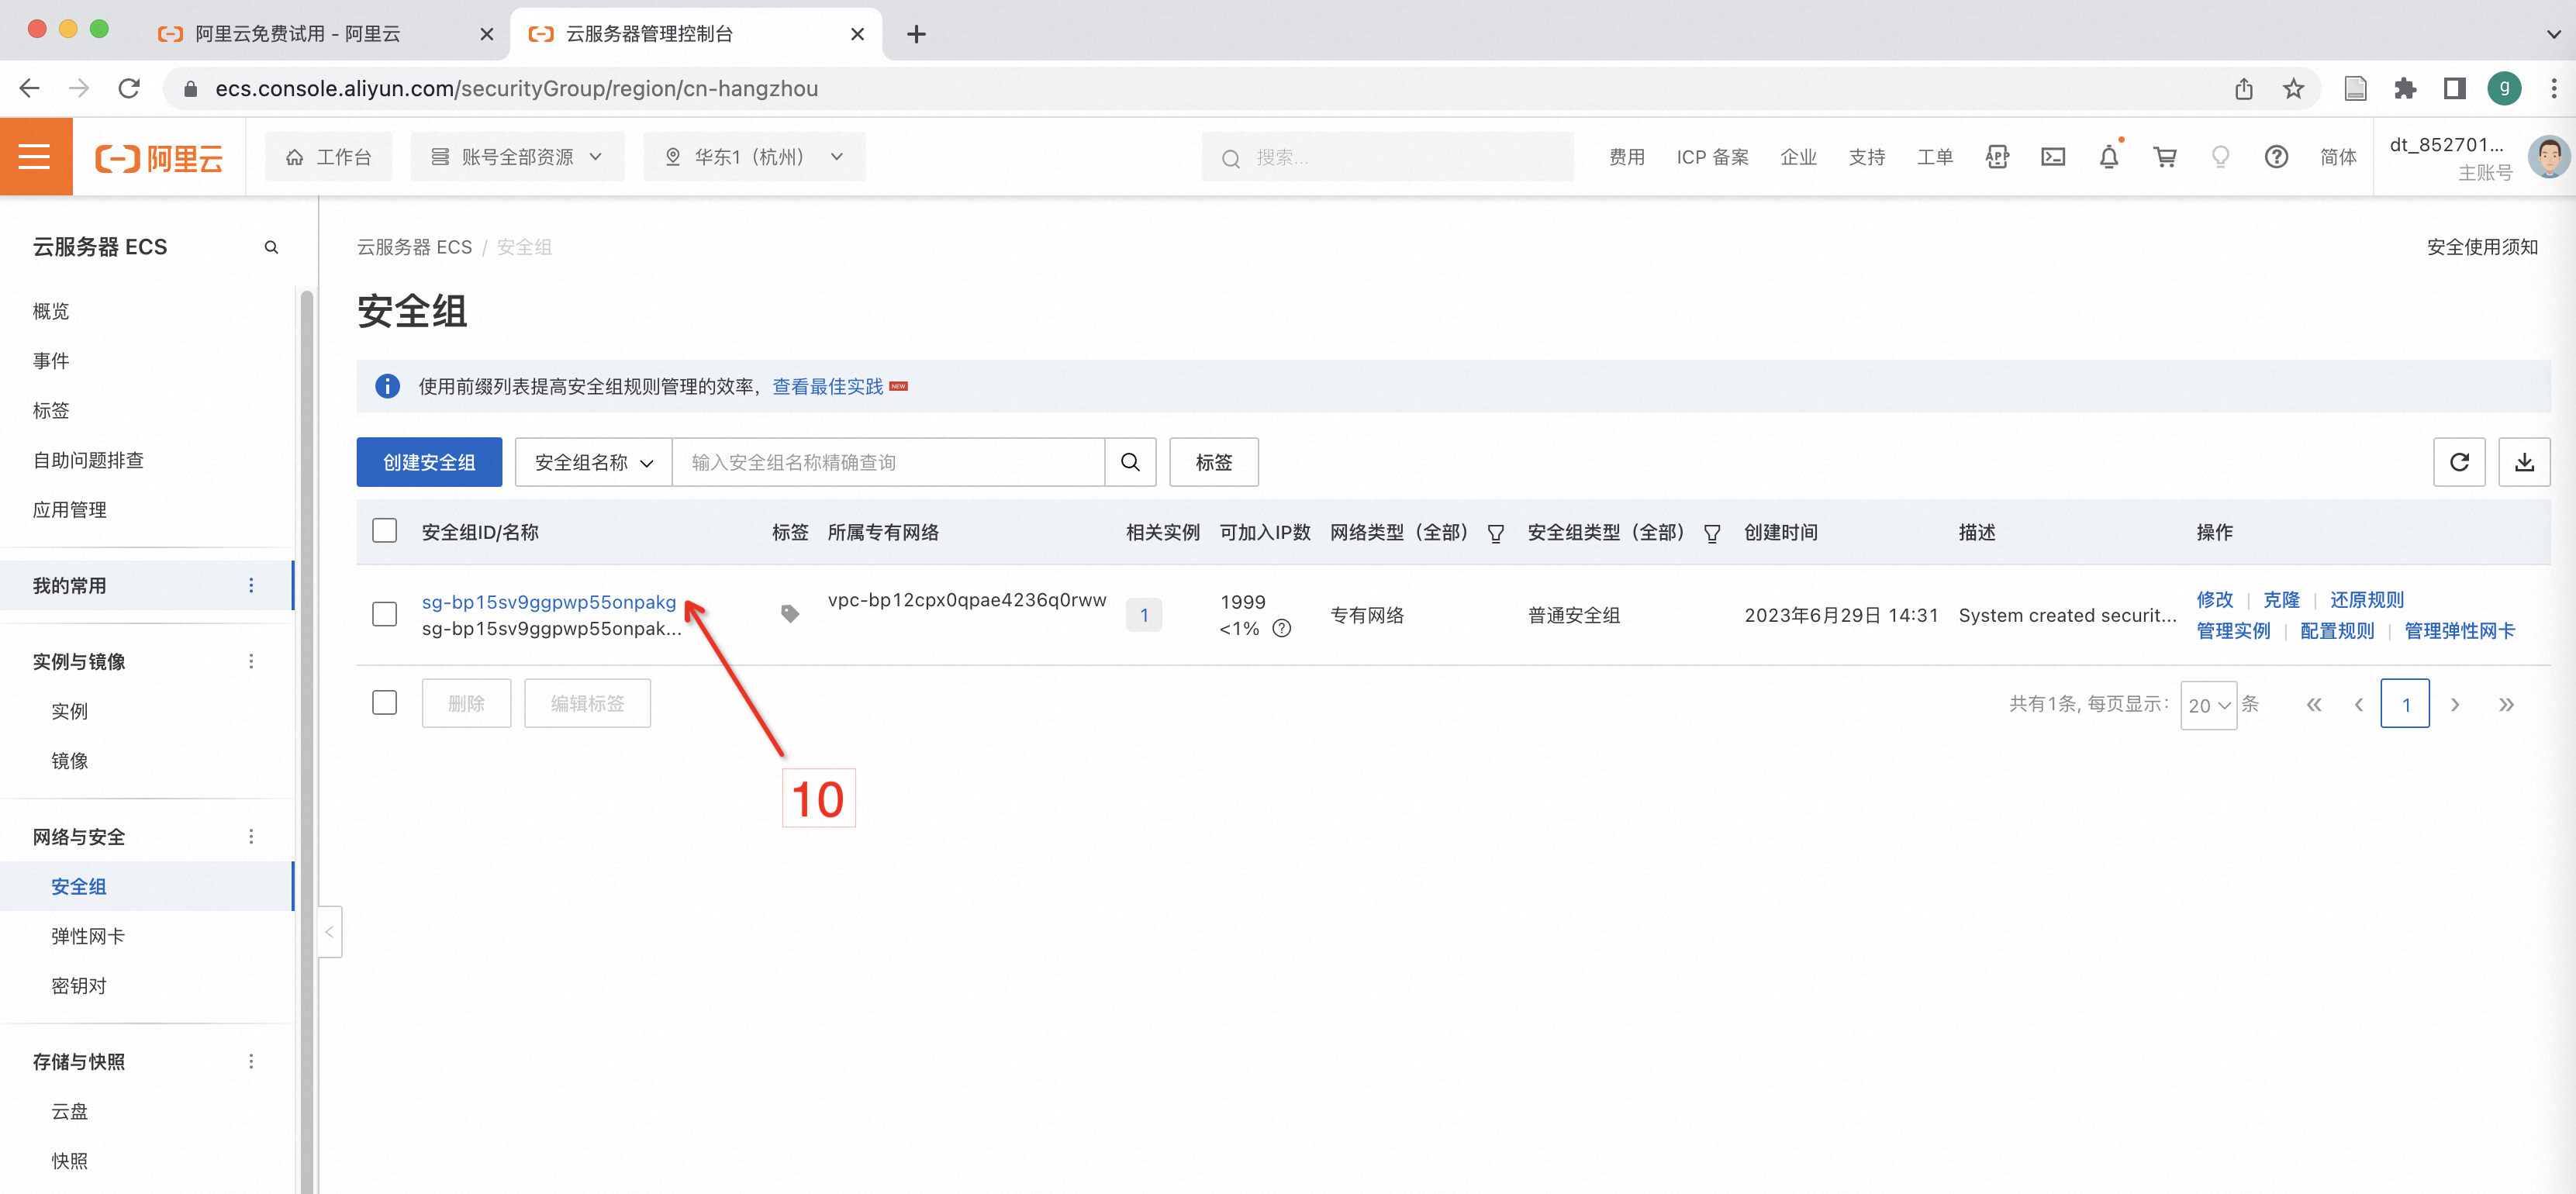 阿里云免费试用 - 阿里云
云服务器管理控制台
ecs.console.aliyun.com/securityGroup/region/cn-hangzhou
g
阿里云
工作台
账号全部资源
华东1（杭州）
搜索...
费用
ICP 备案
企业
支持
工单
APP
简体
dt_852701...
主账号
云服务器 ECS
概览
事件
标签
自助问题排查
应用管理
我的常用
实例与镜像
实例
镜像
网络与安全
安全组
弹性网卡
密钥对
存储与快照
云盘
快照
云服务器 ECS / 安全组
安全使用须知
安全组
使用前缀列表提高安全组规则管理的效率，查看最佳实践 NEW
创建安全组
安全组名称
输入安全组名称精确查询
标签
安全组ID/名称
标签
所属专有网络
相关实例
可加入IP数
网络类型（全部）
安全组类型（全部）
创建时间
描述
操作
sg-bp15sv9ggpwp55onpakg
sg-bp15sv9ggpwp55onpak...
vpc-bp12cpx0qpae4236q0rww
1
1999
<1%
专有网络
普通安全组
2023年6月29日 14:31
System created securit...
修改 | 克隆 | 还原规则
管理实例 | 配置规则 | 管理弹性网卡
删除
编辑标签
共有1条, 每页显示: 20 条
« ‹ 1 › »
10